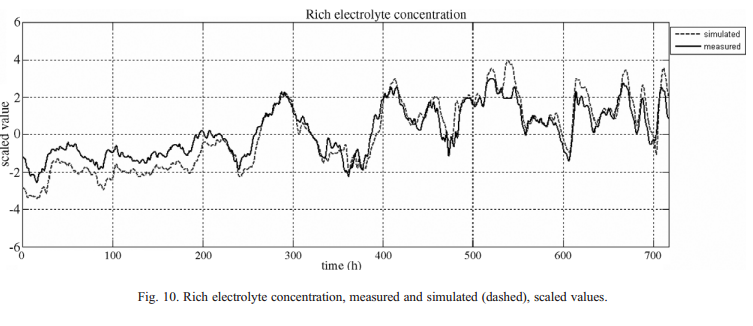 Rich electrolyte concentration
6
4
2
0
-2
-4
-6
scaled value
0 100 200 300 400 500 600 700
time (h)
simulated
measured
Fig. 10. Rich electrolyte concentration, measured and simulated (dashed), scaled values.